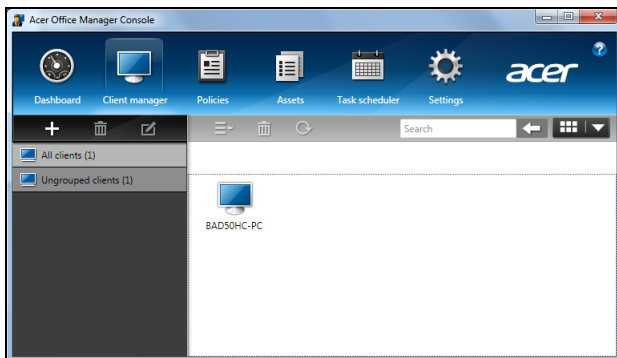 Acer Office Manager Console
acer
Dashboard Client manager Policies Assets Task scheduler Settings
Search
All clients (1)
Ungrouped clients (1)
BAD50HC-PC